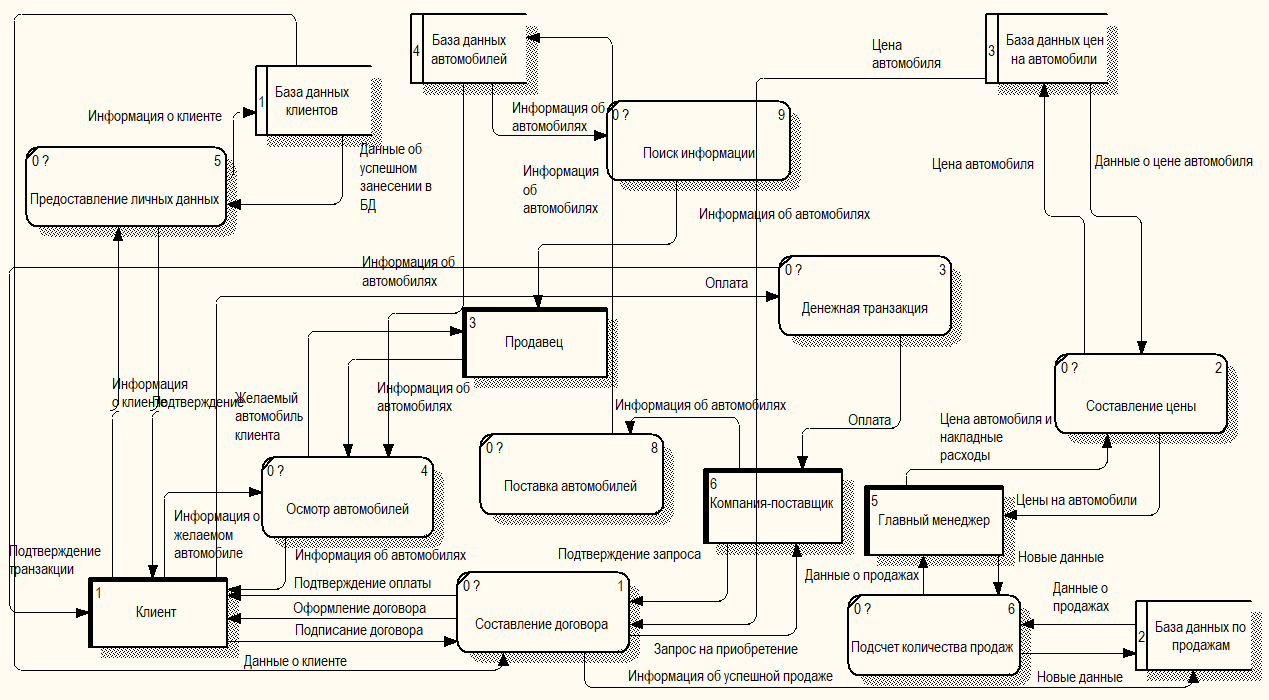 4
База данных
автомобилей
Цена
автомобиля
3
База данных цен
на автомобили
1
База данных
клиентов
Информация о клиенте
Информация об
автомобилях
0 ?
9
Поиск информации
0 ?
5
Предоставление личных данных
Данные об
успешном
занесении в
БД
Информация
об
автомобилях
Цена автомобиля
Данные о цене автомобиля
Информация об автомобилях
Информация об
автомобилях
Оплата
0 ?
3
Денежная транзакция
3
Продавец
0 ?
2
Составление цены
Информация
о клиенте
Подтверждение
Желаемый
автомобиль
клиента
Информация об
автомобилях
Информация об автомобилях
Оплата
Цена автомобиля и
накладные
расходы
0 ?
4
Осмотр автомобилей
0 ?
8
Поставка автомобилей
6
Компания-поставщик
5
Главный менеджер
Цены на автомобили
Информация о
желаемом
автомобиле
Подтверждение
транзакции
Информация об автомобилях
Подтверждение запроса
Данные о продажах
Новые данные
1
Клиент
Подтверждение оплаты
Оформление договора
Подписание договора
Данные о клиенте
0 ?
1
Составление договора
Запрос на приобретение
Информация об успешной продаже
0 ?
6
Подсчет количества продаж
Данные о
продажах
2
База данных по
продажам
Новые данные